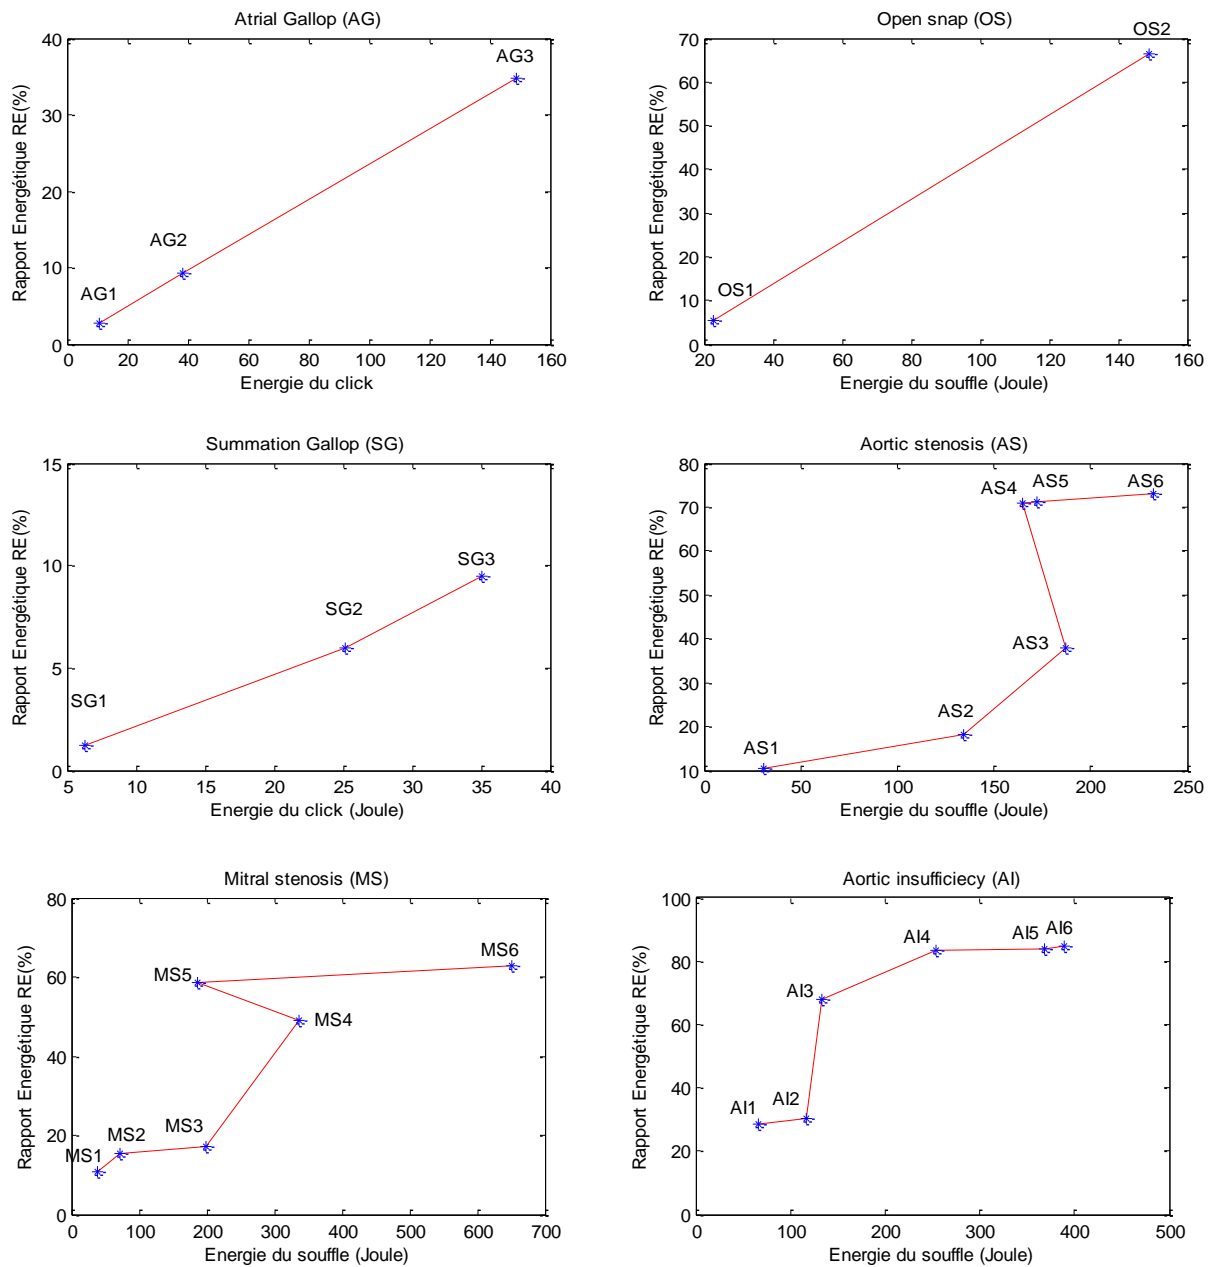 Atrial Gallop (AG)
Rapport Energétique RE(%)
40
30
20
10
0
AG1
AG2
AG3
0 20 40 60 80 100 120 140 160
Energie du click
Open snap (OS)
Rapport Energétique RE(%)
70
60
50
40
30
20
10
0
OS1
OS2
20 40 60 80 100 120 140 160
Energie du souffle (Joule)
Summation Gallop (SG)
Rapport Energétique RE(%)
15
10
5
0
SG1
SG2
SG3
5 10 15 20 25 30 35 40
Energie du click (Joule)
Aortic stenosis (AS)
Rapport Energétique RE(%)
80
70
60
50
40
30
20
10
AS1
AS2
AS3
AS4
AS5
AS6
0 50 100 150 200 250
Energie du souffle (Joule)
Mitral stenosis (MS)
Rapport Energétique RE(%)
80
60
40
20
0
MS1
MS2
MS3
MS4
MS5
MS6
0 100 200 300 400 500 600 700
Energie du souffle (Joule)
Aortic insufficiecy (AI)
Rapport Energétique RE(%)
100
80
60
40
20
0
AI1
AI2
AI3
AI4
AI5
AI6
0 100 200 300 400 500
Energie du souffle (Joule)